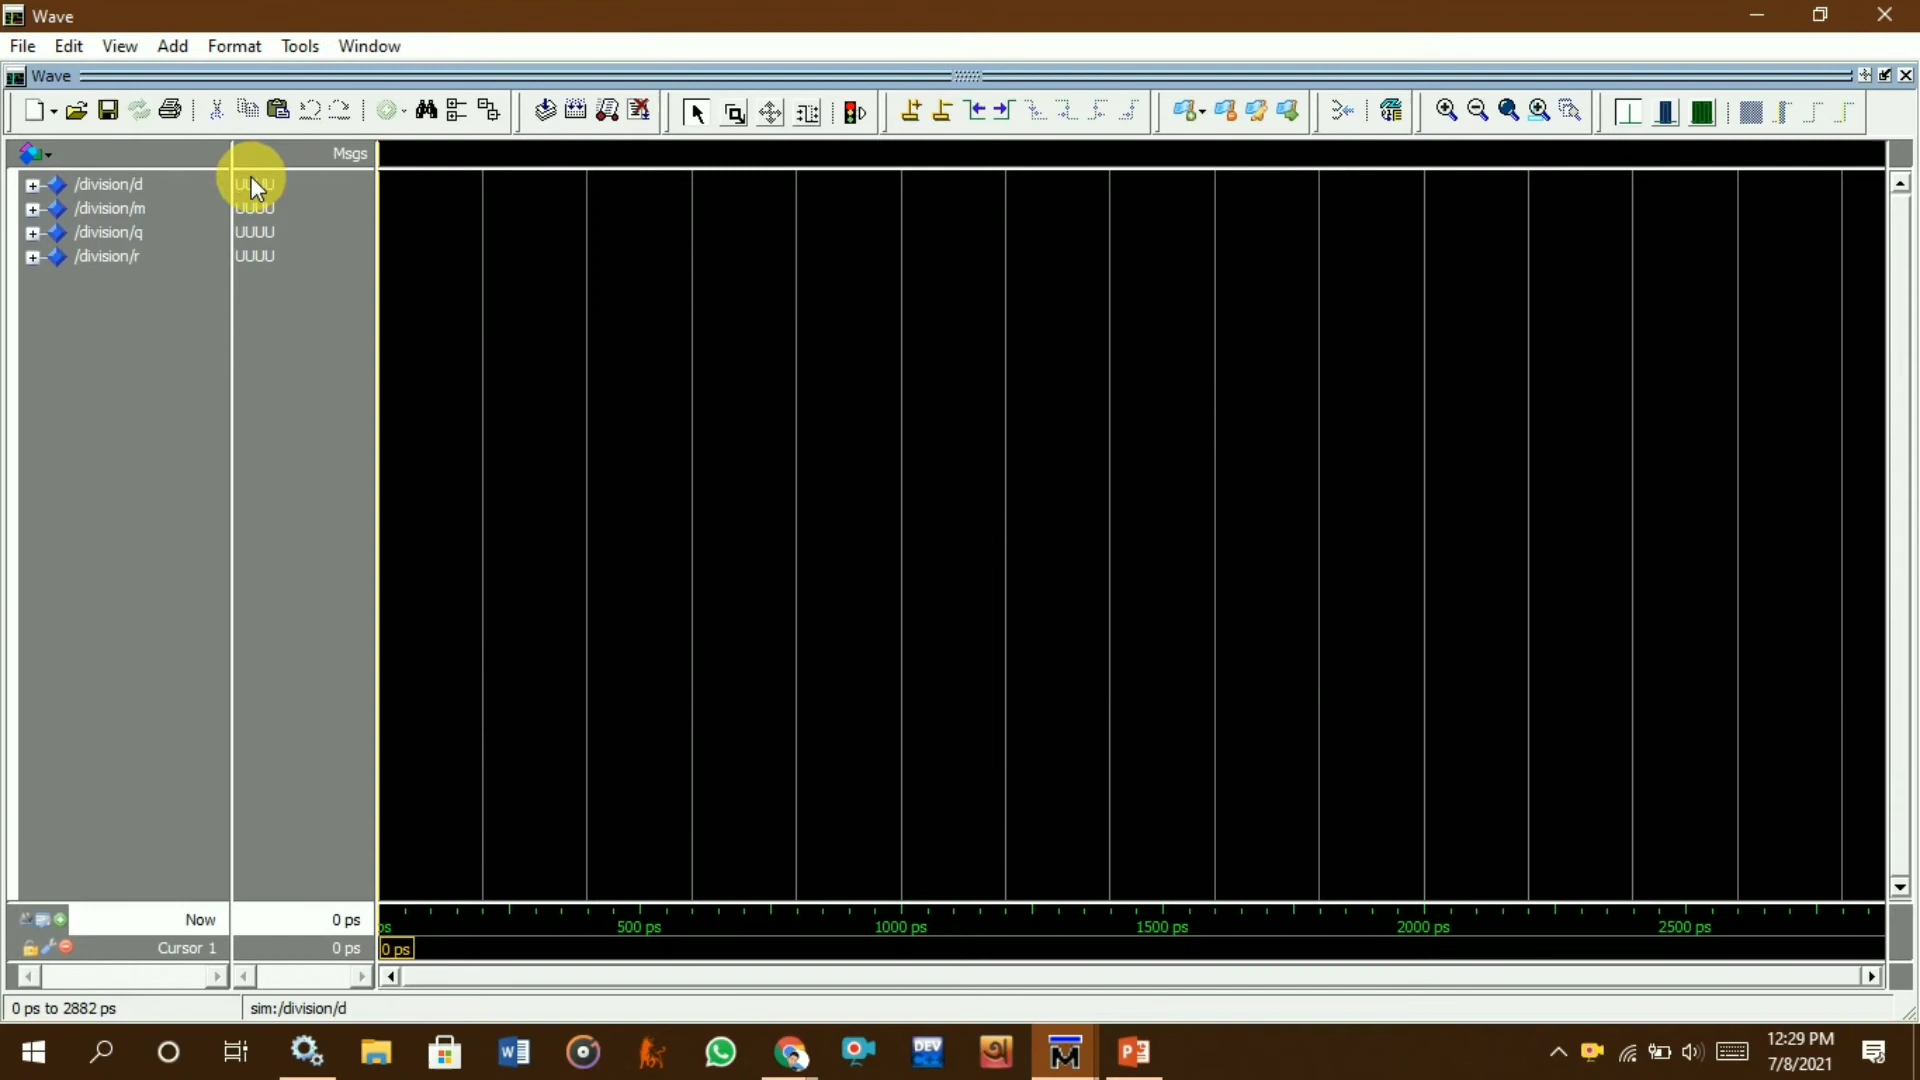 Wave
File Edit View Add Format Tools Window
Wave
Msgs
/division/d UUUU
/division/m UUUU
/division/q UUUU
/division/r UUUU
Now 0 ps
ps 500 ps 1000 ps 1500 ps 2000 ps 2500 ps
Cursor 1 0 ps 0 ps
0 ps to 2882 ps sim:/division/d
DEV
12:29 PM
7/8/2021